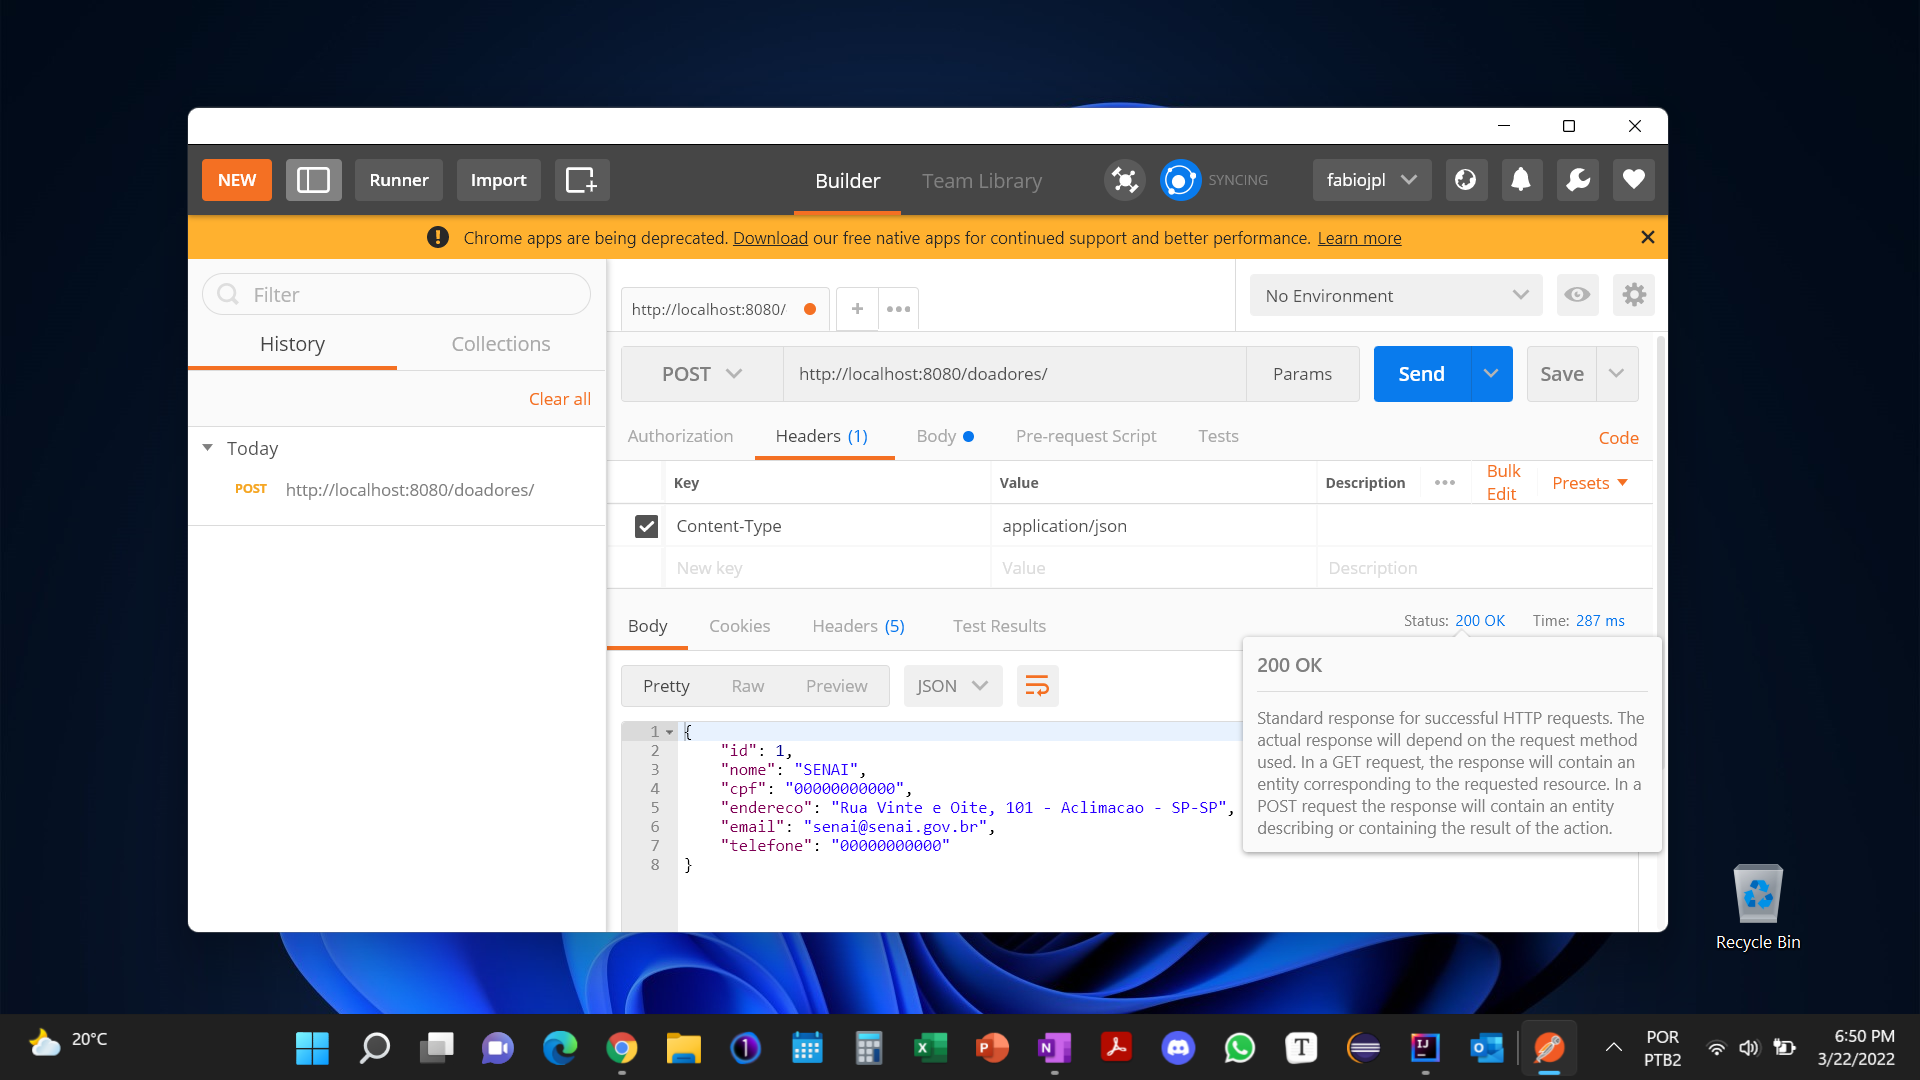 NEW
Runner
Import
Builder
Team Library
SYNCING
fabiojpl
Chrome apps are being deprecated. Download our free native apps for continued support and better performance. Learn more
Filter
History
Collections
Clear all
Today
POST http://localhost:8080/doadores/
http://localhost:8080/
No Environment
POST
http://localhost:8080/doadores/
Params
Send
Save
Authorization
Headers (1)
Body
Pre-request Script
Tests
Code
Key
Value
Description
Bulk
Edit
Presets
Content-Type
application/json
New key
Value
Description
Body
Cookies
Headers (5)
Test Results
Status: 200 OK
Time: 287 ms
Pretty
Raw
Preview
JSON
1 {
2 "id": 1,
3 "nome": "SENAI",
4 "cpf": "00000000000",
5 "endereco": "Rua Vinte e Oite, 101 - Aclimacao - SP-SP",
6 "email": "senai@senai.gov.br",
7 "telefone": "00000000000"
8 }
200 OK
Standard response for successful HTTP requests. The
actual response will depend on the request method
used. In a GET request, the response will contain an
entity corresponding to the requested resource. In a
POST request the response will contain an entity
describing or containing the result of the action.
Recycle Bin
20°C
POR
PTB2
6:50 PM
3/22/2022